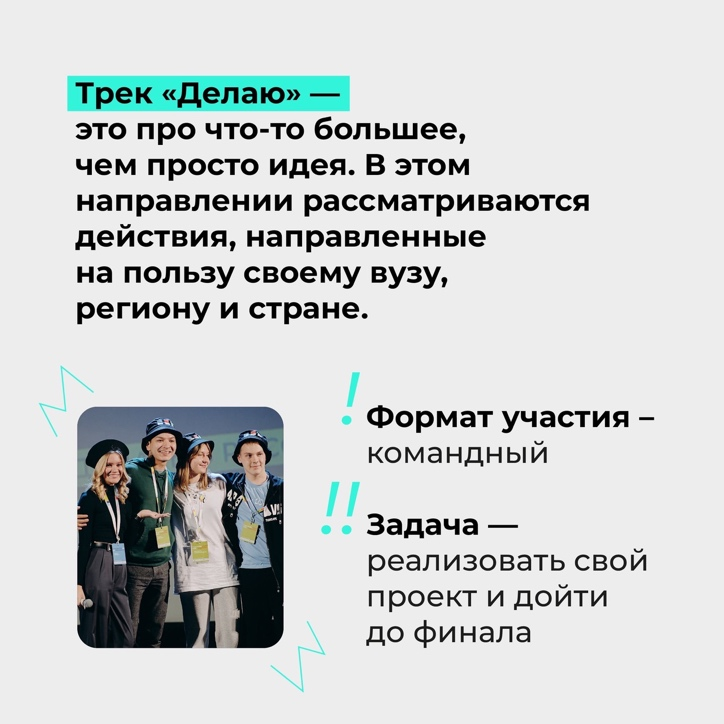 Трек «Делаю» —
это про что-то большее,
чем просто идея. В этом
направлении рассматриваются
действия, направленные
на пользу своему вузу,
региону и стране.
! Формат участия –
командный
!! Задача —
реализовать свой
проект и дойти
до финала